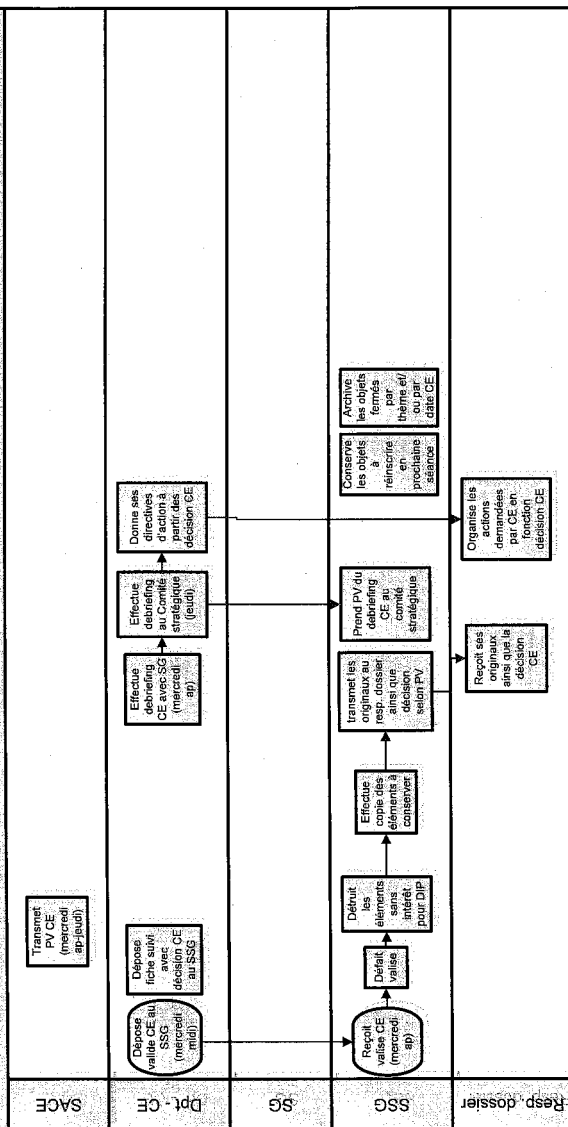 SACE
Transmet
PV CE
(mercredi
ap-jeudi)
Dpt - CE
Dépose
valide CE au
SSG
(mercredi
midi)
Dépose
fiche suivi
avec
décision CE
au SSG
Effectue
debriefing
CE avec SG
(mercredi
ap)
Effectue
debriefing
au Comité
stratégique
(jeudi)
Donne ses
directives
d'action à
partir des
décision CE
SG
SSG
Reçoit
valise CE
(mercredi
ap)
Défait
valise
Détruit les
éléments
sans
intérêt
pour DIP
Effectue
copie des
éléments à
conserver
transmet les
originaux au
resp. dossier
ainsi que
décision
selon PV
Prend PV du
debriefing
CE au
comité
stratégique
Conserve
les objets
à
réinscrire
en
prochaine
séance
Archive
les objets
fermés
par
thème et/
ou par
date CE
Resp. dossier
Reçoit ses
originaux
ainsi que la
décision
CE
Organise les
actions
demandées
par CE en
fonction
décision CE